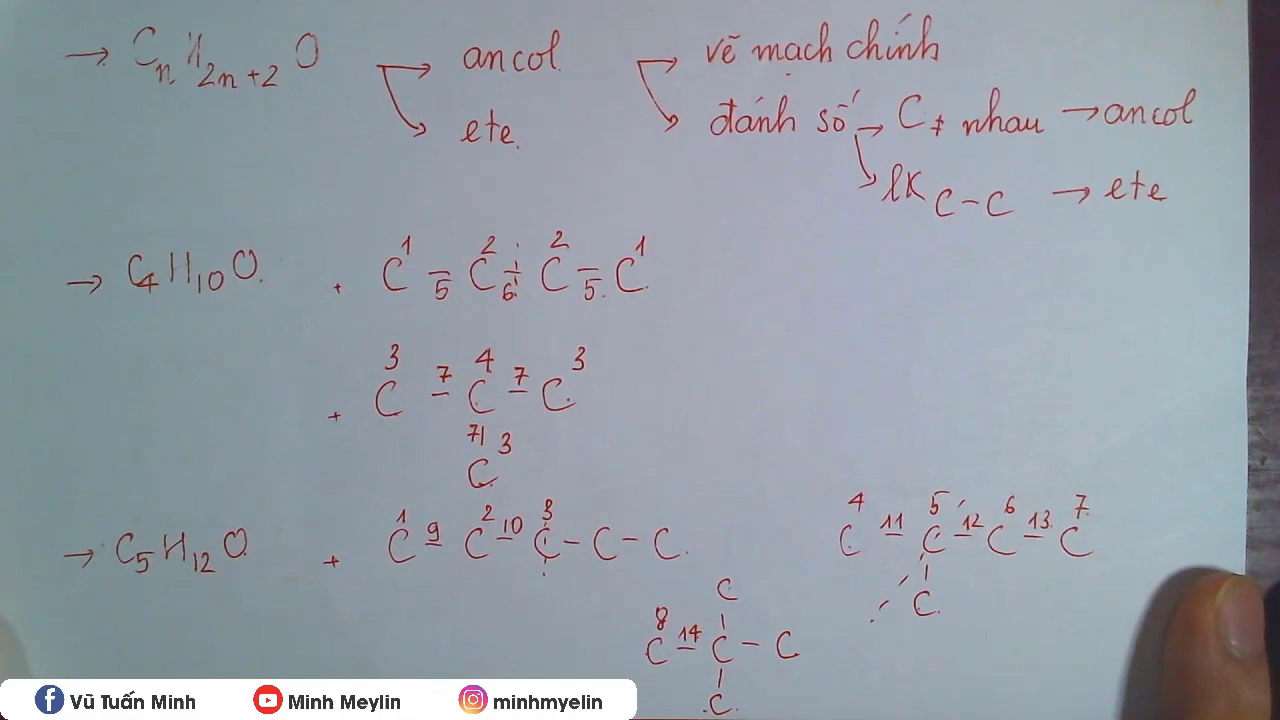 → CnH2n+2O → ancol → vẽ mạch chính
→ ete. → đánh số → C ≠ nhau → ancol
→ lk C-C → ete
→ C4H10O. + C1 -5 C2 -6 C2 -5 C1
+ C3 -7 C4 -7 C3
7| 3
C
→ C5H12O + C1 -9 C2 -10 C3 - C - C. C4 -11 C5 -12 C6 -13 C7
C.
C
C8 -14 C - C
C.
Vũ Tuấn Minh Minh Meylin minhmyelin